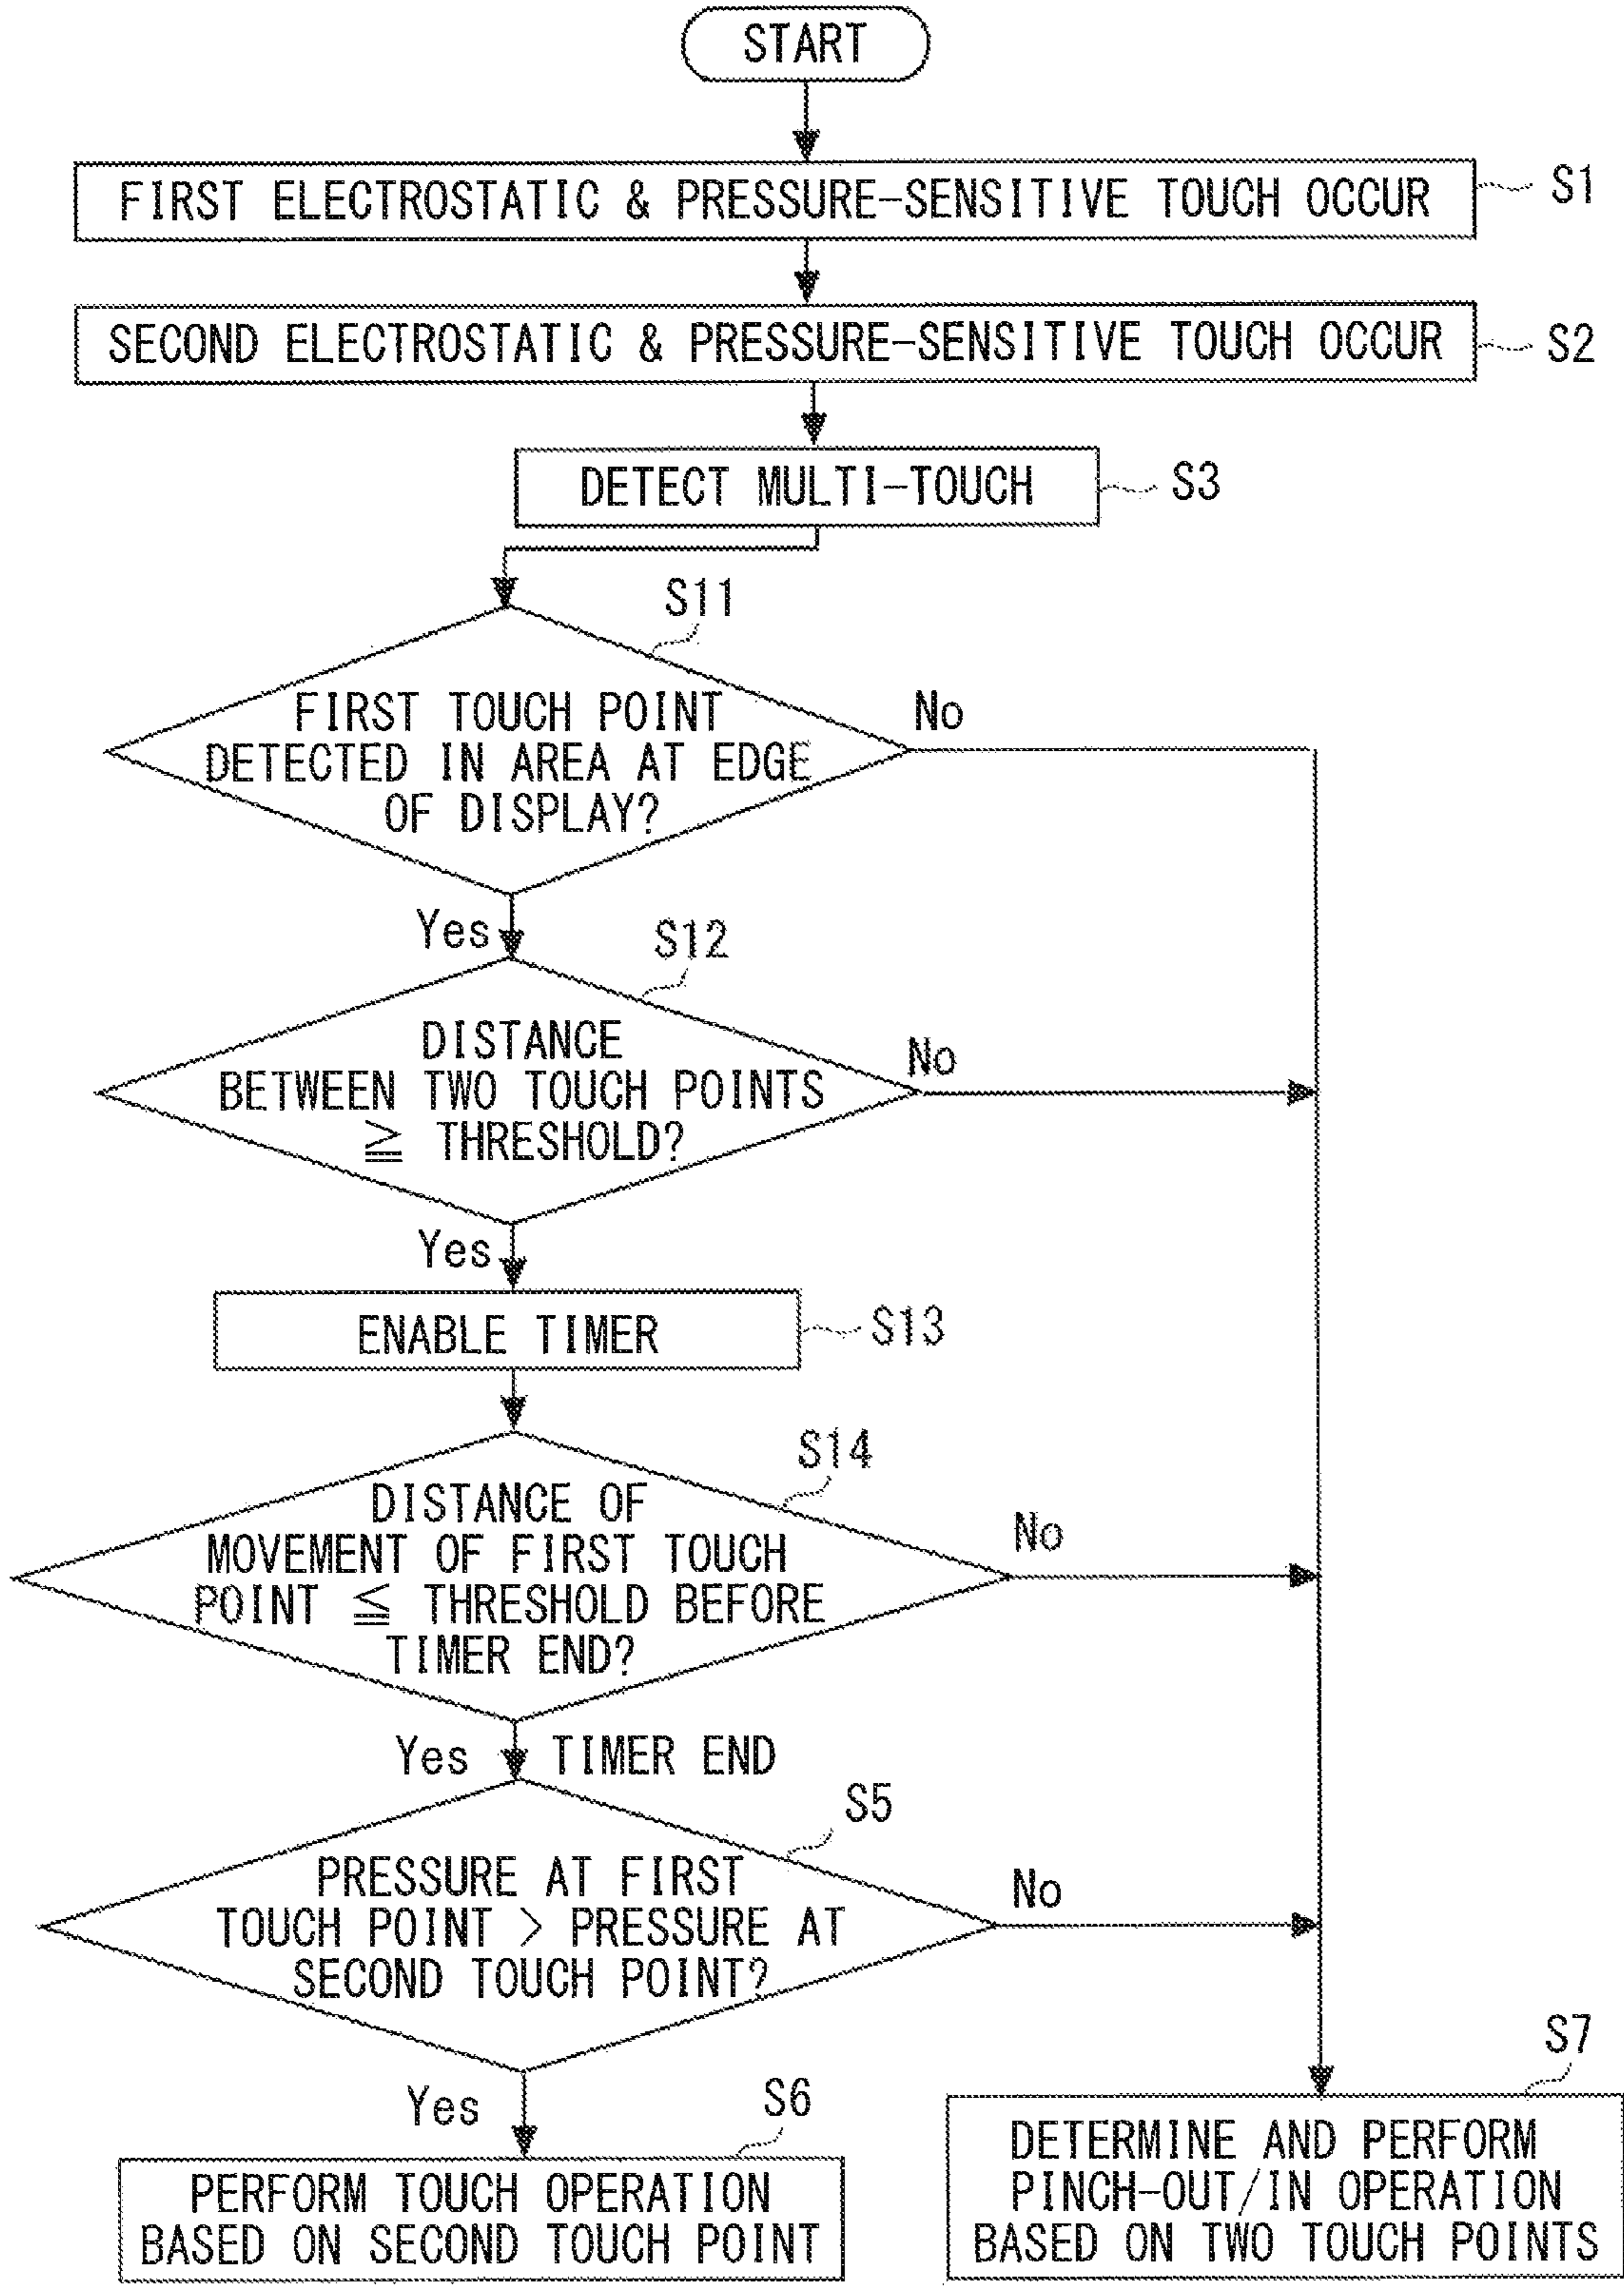 START
FIRST ELECTROSTATIC & PRESSURE-SENSITIVE TOUCH OCCUR
S1
SECOND ELECTROSTATIC & PRESSURE-SENSITIVE TOUCH OCCUR
S2
DETECT MULTI-TOUCH
S3
S11
FIRST TOUCH POINT
DETECTED IN AREA AT EDGE
OF DISPLAY?
No
Yes
S12
DISTANCE
BETWEEN TWO TOUCH POINTS
≧ THRESHOLD?
No
Yes
ENABLE TIMER
S13
S14
DISTANCE OF
MOVEMENT OF FIRST TOUCH
POINT ≦ THRESHOLD BEFORE
TIMER END?
No
Yes
TIMER END
S5
PRESSURE AT FIRST
TOUCH POINT > PRESSURE AT
SECOND TOUCH POINT?
No
Yes
S6
PERFORM TOUCH OPERATION
BASED ON SECOND TOUCH POINT
S7
DETERMINE AND PERFORM
PINCH-OUT/IN OPERATION
BASED ON TWO TOUCH POINTS